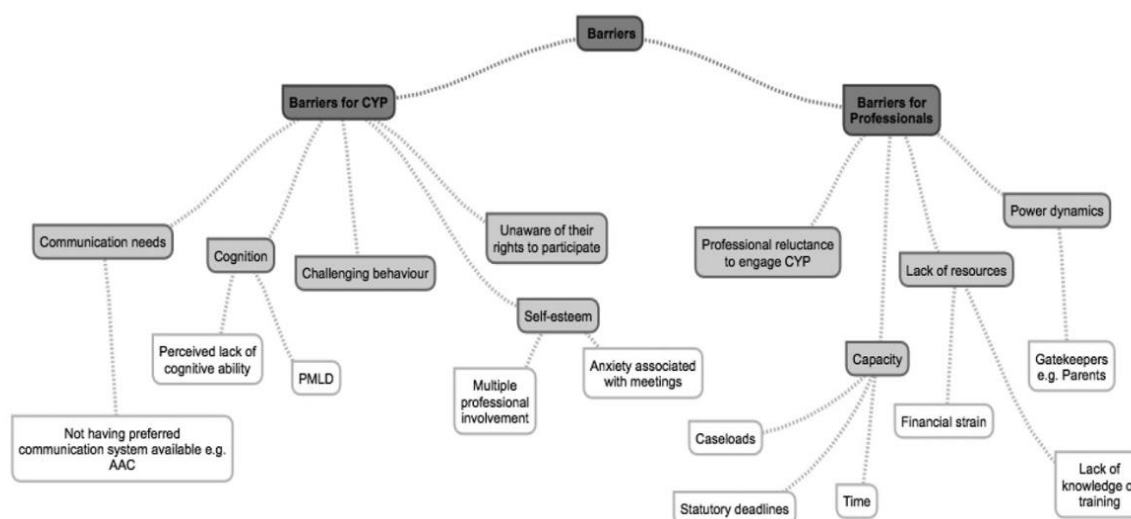 Barriers
Barriers for CYP
Barriers for
Professionals
Communication needs
Cognition
Challenging behaviour
Unaware of their
rights to participate
Self-esteem
Professional reluctance
to engage CYP
Power dynamics
Lack of resources
Capacity
Perceived lack of
cognitive ability
PMLD
Multiple
professional
involvement
Anxiety associated
with meetings
Not having preferred
communication system available e.g.
AAC
Caseloads
Statutory deadlines
Time
Financial strain
Gatekeepers
e.g. Parents
Lack of
knowledge
training